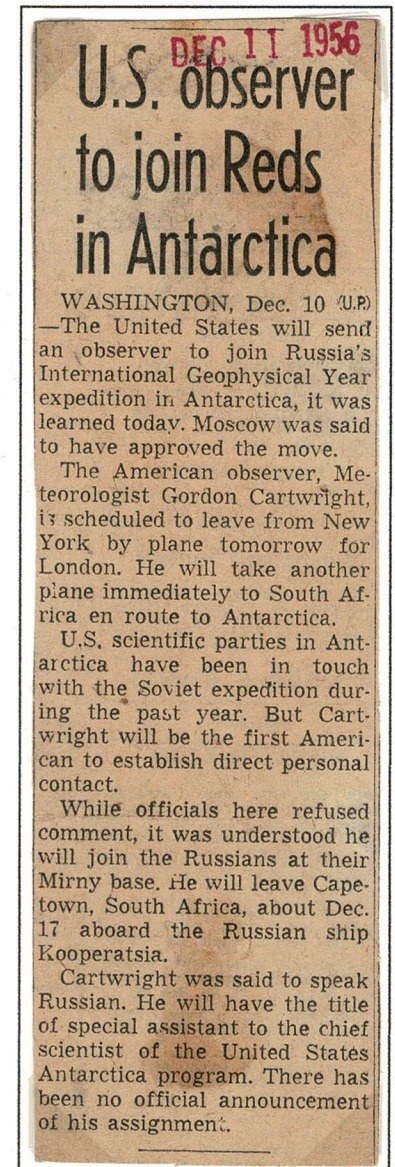 DEC 11 1956
U.S. observer
to join Reds
in Antarctica
WASHINGTON, Dec. 10 (U.P.)
—The United States will send
an observer to join Russia's
International Geophysical Year
expedition in Antarctica, it was
learned today. Moscow was said
to have approved the move.
The American observer, Me-
teorologist Gordon Cartwright,
is scheduled to leave from New
York by plane tomorrow for
London. He will take another
plane immediately to South Af-
rica en route to Antarctica.
U.S. scientific parties in Ant-
arctica have been in touch
with the Soviet expedition dur-
ing the past year. But Cart-
wright will be the first Ameri-
can to establish direct personal
contact.
While officials here refused
comment, it was understood he
will join the Russians at their
Mirny base. He will leave Cape-
town, South Africa, about Dec.
17 aboard the Russian ship
Kooperatsia.
Cartwright was said to speak
Russian. He will have the title
of special assistant to the chief
scientist of the United States
Antarctica program. There has
been no official announcement
of his assignment.